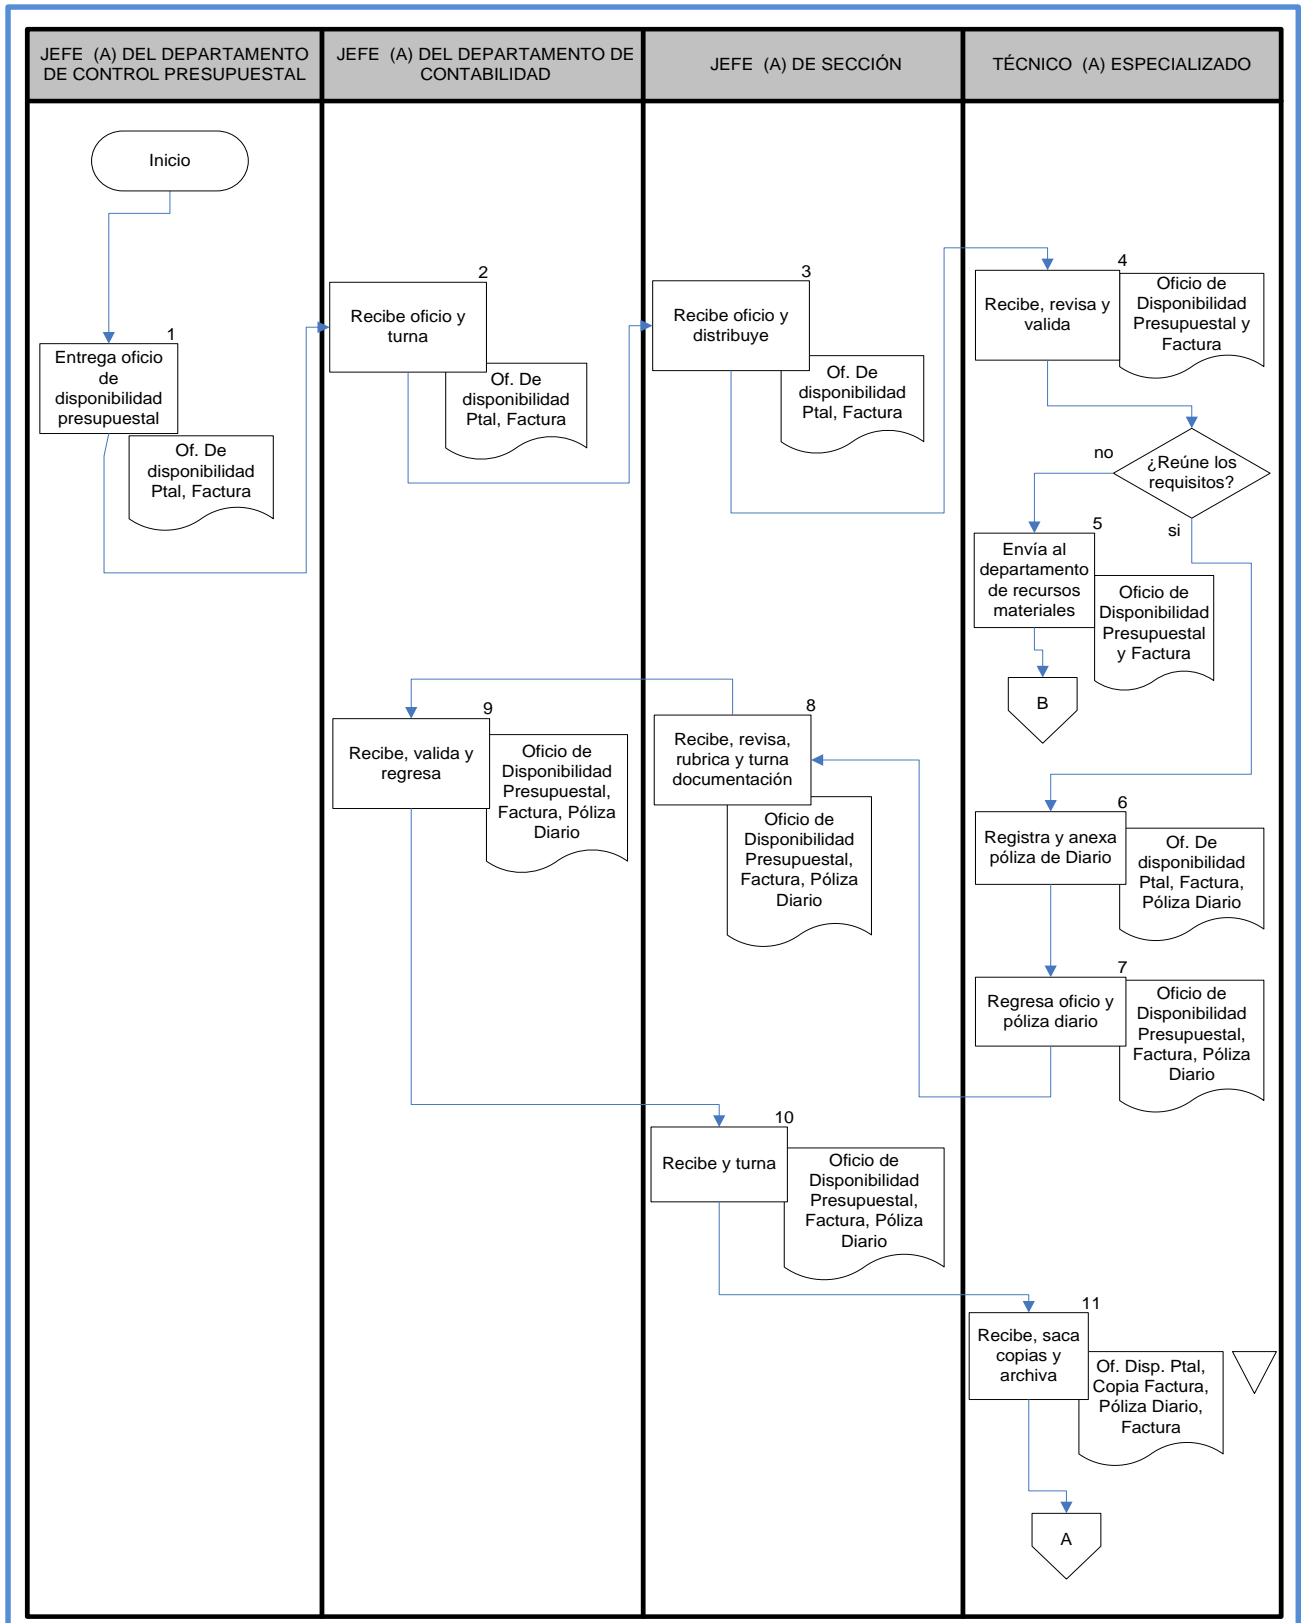 JEFE (A) DEL DEPARTAMENTO
DE CONTROL PRESUPUESTAL
JEFE (A) DEL DEPARTAMENTO DE
CONTABILIDAD
JEFE (A) DE SECCIÓN
TÉCNICO (A) ESPECIALIZADO
Inicio
1
Entrega oficio
de
disponibilidad
presupuestal
Of. De
disponibilidad
Ptal, Factura
2
Recibe oficio y
turna
Of. De
disponibilidad
Ptal, Factura
3
Recibe oficio y
distribuye
Of. De
disponibilidad
Ptal, Factura
4
Recibe, revisa y
valida
Oficio de
Disponibilidad
Presupuestal y
Factura
¿Reúne los
requisitos?
no
si
5
Envía al
departamento
de recursos
materiales
Oficio de
Disponibilidad
Presupuestal
y Factura
B
6
Registra y anexa
póliza de Diario
Of. De
disponibilidad
Ptal, Factura,
Póliza Diario
7
Regresa oficio y
póliza diario
Oficio de
Disponibilidad
Presupuestal,
Factura, Póliza
Diario
8
Recibe, revisa,
rubrica y turna
documentación
Oficio de
Disponibilidad
Presupuestal,
Factura, Póliza
Diario
9
Recibe, valida y
regresa
Oficio de
Disponibilidad
Presupuestal,
Factura, Póliza
Diario
10
Recibe y turna
Oficio de
Disponibilidad
Presupuestal,
Factura, Póliza
Diario
11
Recibe, saca
copias y
archiva
Of. Disp. Ptal,
Copia Factura,
Póliza Diario,
Factura
A